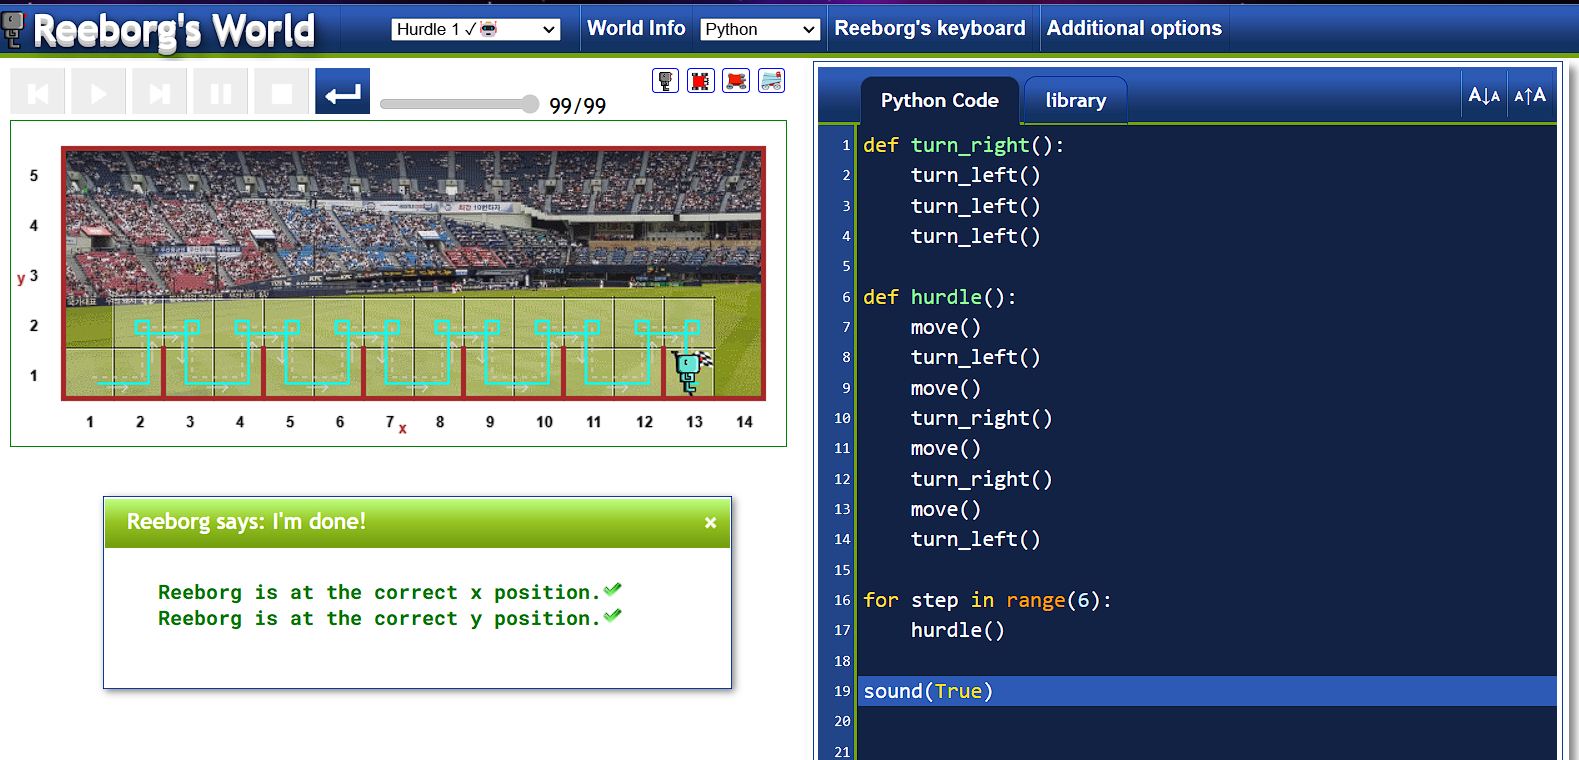 Reeborg's World
Hurdle 1 ✓
World Info
Python
Reeborg's keyboard
Additional options
99/99
5
4
y 3
2
1
1 2 3 4 5 6 7 x 8 9 10 11 12 13 14
Reeborg says: I'm done! ×
Reeborg is at the correct x position.
Reeborg is at the correct y position.
Python Code
library
A↓A
A↑A
1 def turn_right():
2     turn_left()
3     turn_left()
4     turn_left()
5
6 def hurdle():
7     move()
8     turn_left()
9     move()
10     turn_right()
11     move()
12     turn_right()
13     move()
14     turn_left()
15
16 for step in range(6):
17     hurdle()
18
19 sound(True)
20
21